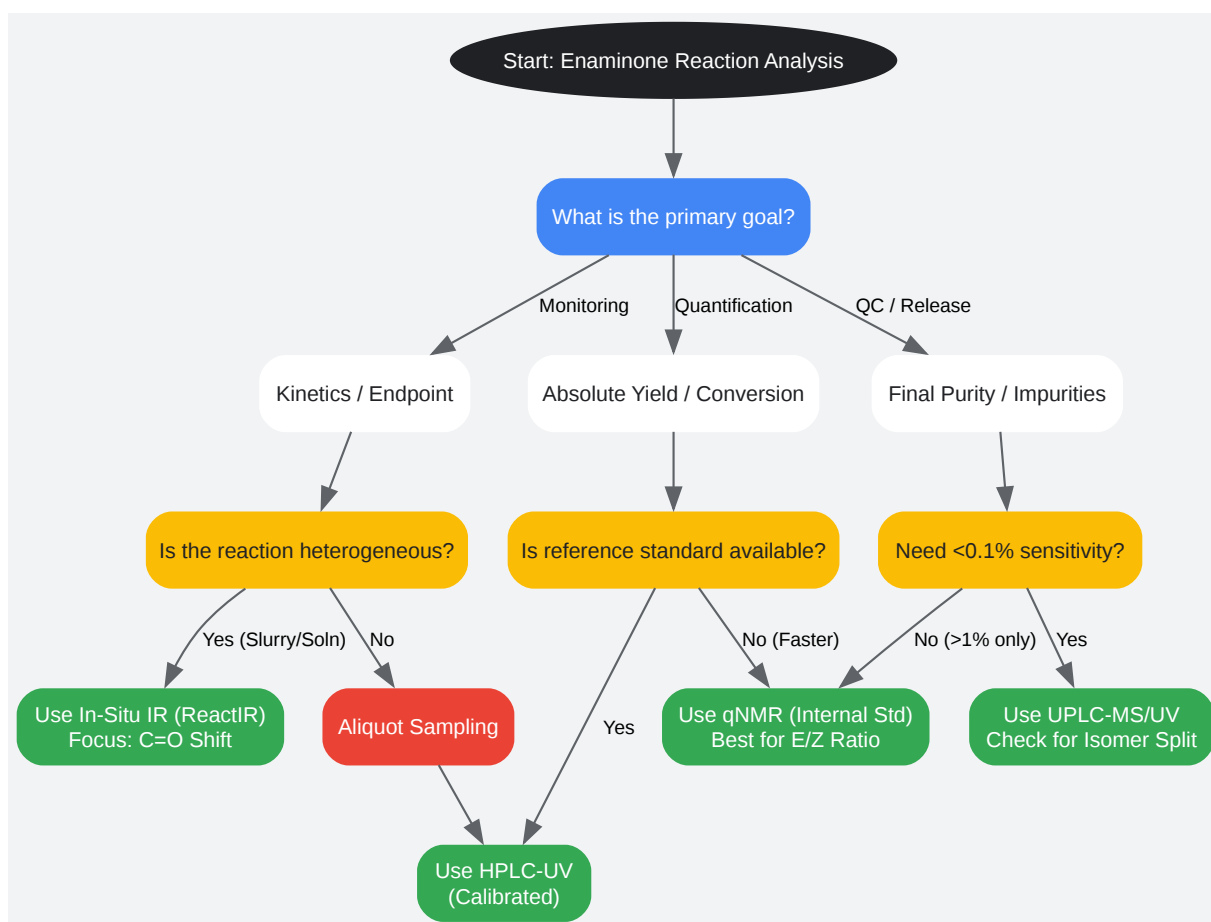 Start: Enaminone Reaction Analysis
What is the primary goal?
Monitoring
Quantification
QC / Release
Kinetics / Endpoint
Absolute Yield / Conversion
Final Purity / Impurities
Is the reaction heterogeneous?
Is reference standard available?
Need <0.1% sensitivity?
Yes (Slurry/Soln)
No
No (Faster)
No (>1% only)
Yes
Use In-Situ IR (ReactIR)
Focus: C=O Shift
Aliquot Sampling
Yes
Use qNMR (Internal Std)
Best for E/Z Ratio
Use UPLC-MS/UV
Check for Isomer Split
Use HPLC-UV
(Calibrated)